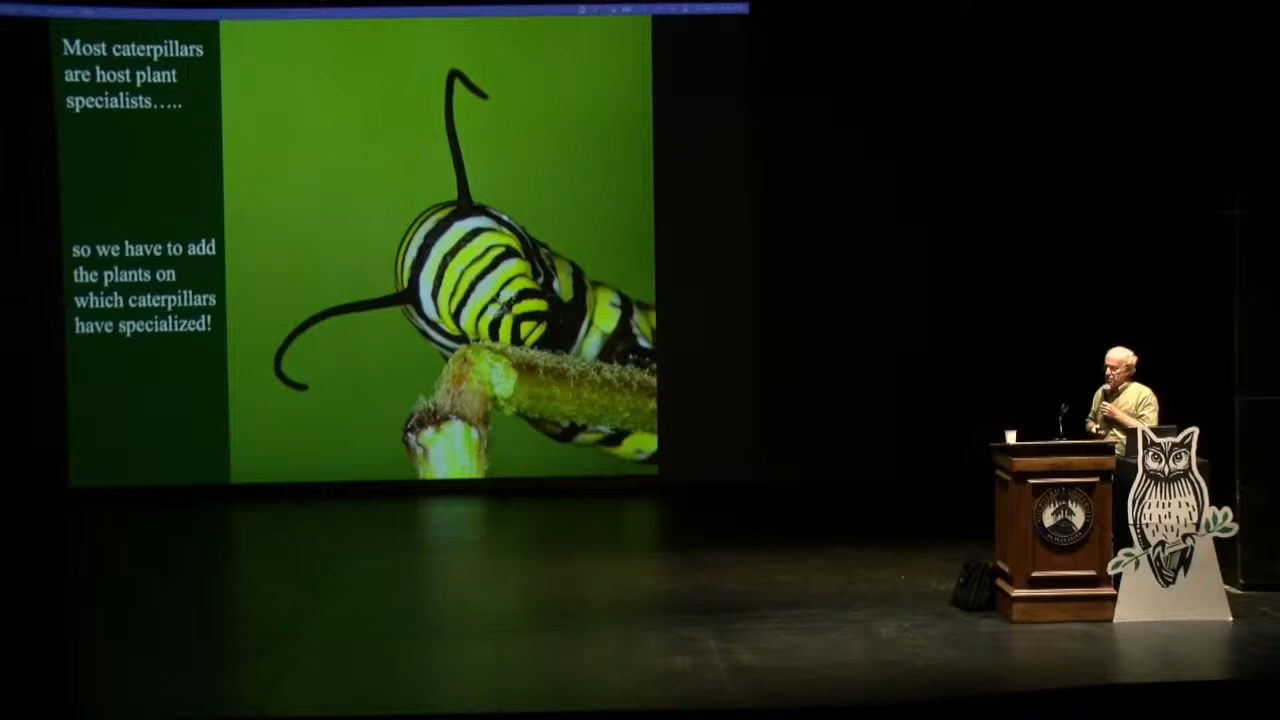 Most caterpillars
are host plant
specialists.....
so we have to add
the plants on
which caterpillars
have specialized!